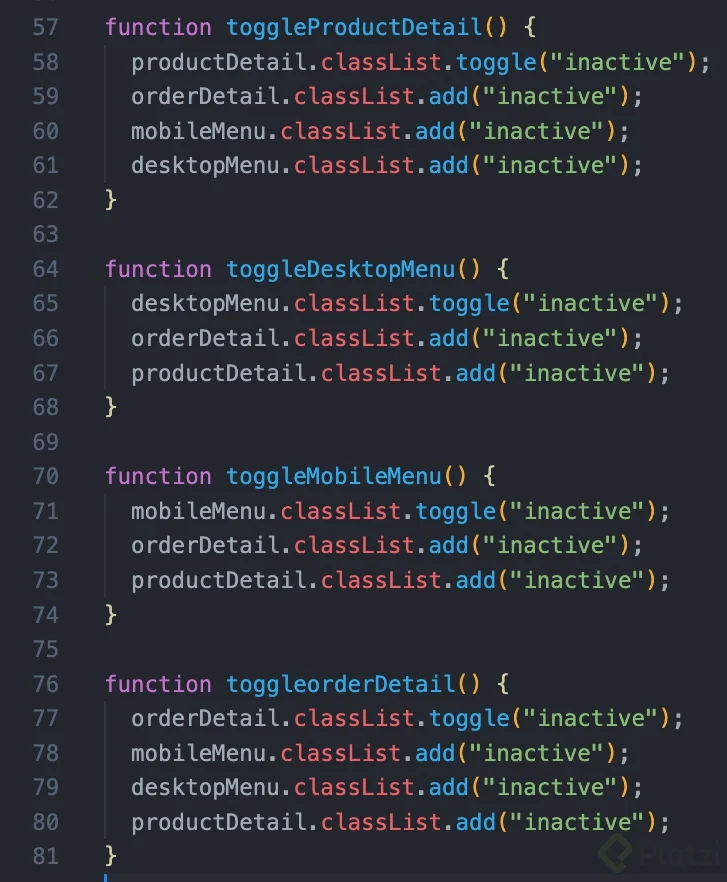 57 function toggleProductDetail() {
58 productDetail.classList.toggle("inactive");
59 orderDetail.classList.add("inactive");
60 mobileMenu.classList.add("inactive");
61 desktopMenu.classList.add("inactive");
62 }
63
64 function toggleDesktopMenu() {
65 desktopMenu.classList.toggle("inactive");
66 orderDetail.classList.add("inactive");
67 productDetail.classList.add("inactive");
68 }
69
70 function toggleMobileMenu() {
71 mobileMenu.classList.toggle("inactive");
72 orderDetail.classList.add("inactive");
73 productDetail.classList.add("inactive");
74 }
75
76 function toggleorderDetail() {
77 orderDetail.classList.toggle("inactive");
78 mobileMenu.classList.add("inactive");
79 desktopMenu.classList.add("inactive");
80 productDetail.classList.add("inactive");
81 }
Platzi